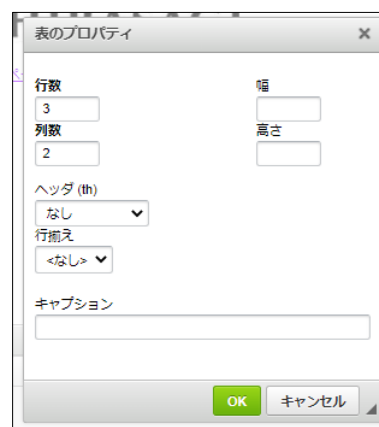 表のプロパティ
行数 幅
3
列数 高さ
2
ヘッダ (th)
なし
行揃え
<なし>
キャプション
OK キャンセル